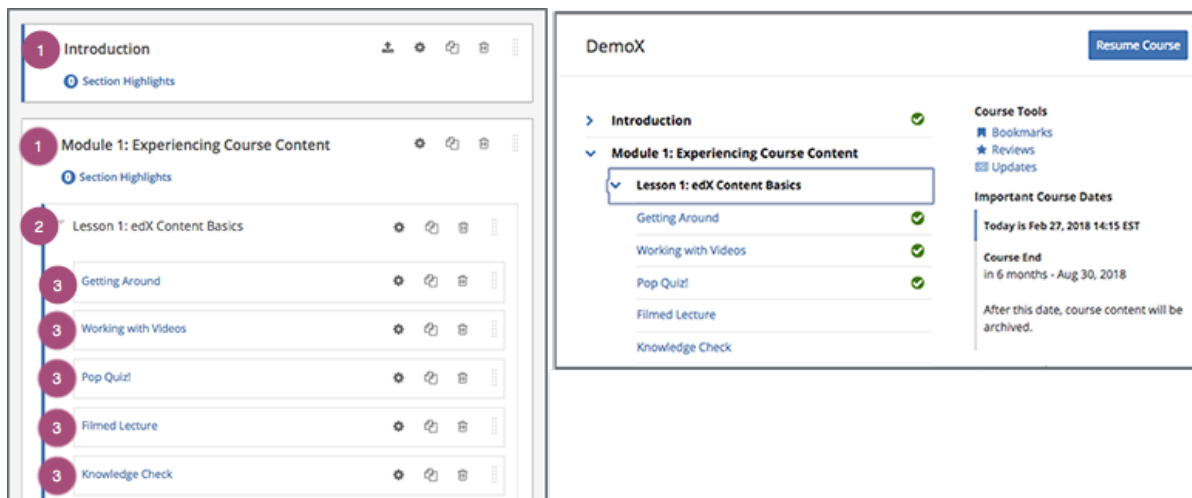 1 Introduction
0 Section Highlights
1 Module 1: Experiencing Course Content
0 Section Highlights
2 Lesson 1: edX Content Basics
3 Getting Around
3 Working with Videos
3 Pop Quiz!
3 Filmed Lecture
3 Knowledge Check
DemoX
Resume Course
Introduction
Module 1: Experiencing Course Content
Lesson 1: edX Content Basics
Getting Around
Working with Videos
Pop Quiz!
Filmed Lecture
Knowledge Check
Course Tools
Bookmarks
Reviews
Updates
Important Course Dates
Today is Feb 27, 2018 14:15 EST
Course End
in 6 months - Aug 30, 2018
After this date, course content will be
archived.